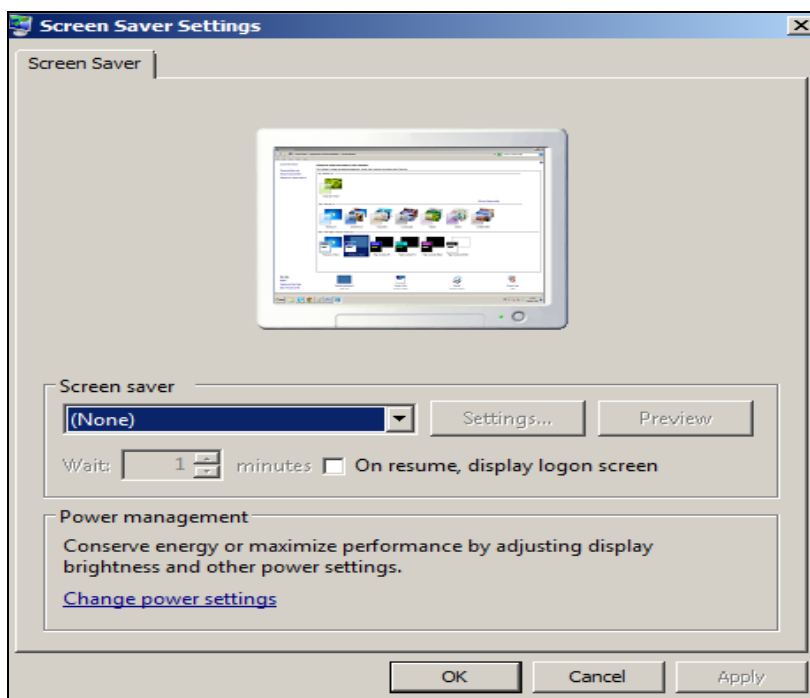 Screen Saver Settings
Screen Saver
Screen saver
(None)
Settings...
Preview
Wait: 1 minutes On resume, display logon screen
Power management
Conserve energy or maximize performance by adjusting display
brightness and other power settings.
Change power settings
OK Cancel Apply